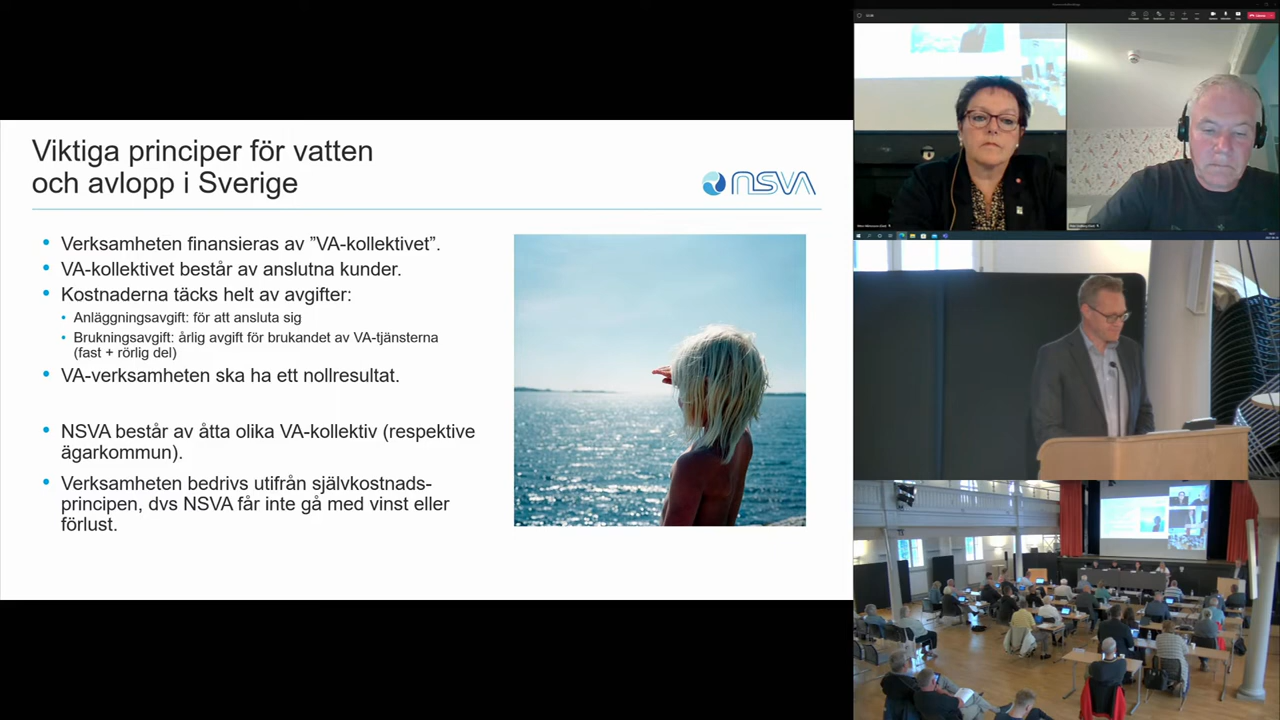 Viktiga principer för vatten
och avlopp i Sverige
NSVA
Verksamheten finansieras av ”VA-kollektivet”.
VA-kollektivet består av anslutna kunder.
Kostnaderna täcks helt av avgifter:
Anläggningsavgift: för att ansluta sig
Brukningsavgift: årlig avgift för brukandet av VA-tjänsterna
(fast + rörlig del)
VA-verksamheten ska ha ett nollresultat.
NSVA består av åtta olika VA-kollektiv (respektive
ägarkommun).
Verksamheten bedrivs utifrån självkostnads-
principen, dvs NSVA får inte gå med vinst eller
förlust.